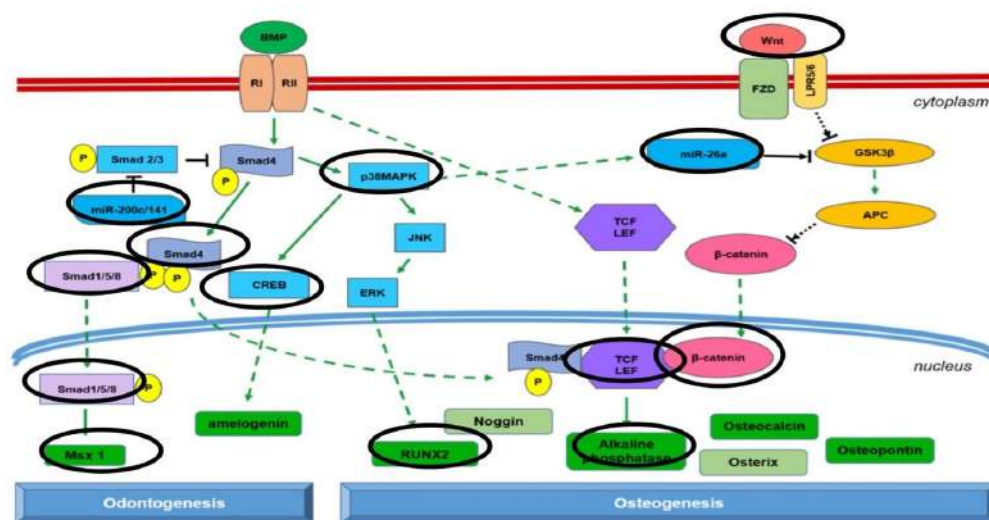 BMP
Wnt
RI
RII
FZD
LPR5/6
cytoplasm
P
Smad 2/3
Smad4
P
p38MAPK
miR-26a
GSK3β
miR-200c/141
TCF
LEF
APC
Smad4
JNK
Smad1/5/8
P
P
CREB
ERK
β-catenin
Smad4
TCF
LEF
β-catenin
nucleus
Smad1/5/8
P
P
amelogenin
Noggin
Osteocalcin
Msx 1
RUNX2
Alkaline
phosphatase
Osterix
Osteopontin
Odontogenesis
Osteogenesis